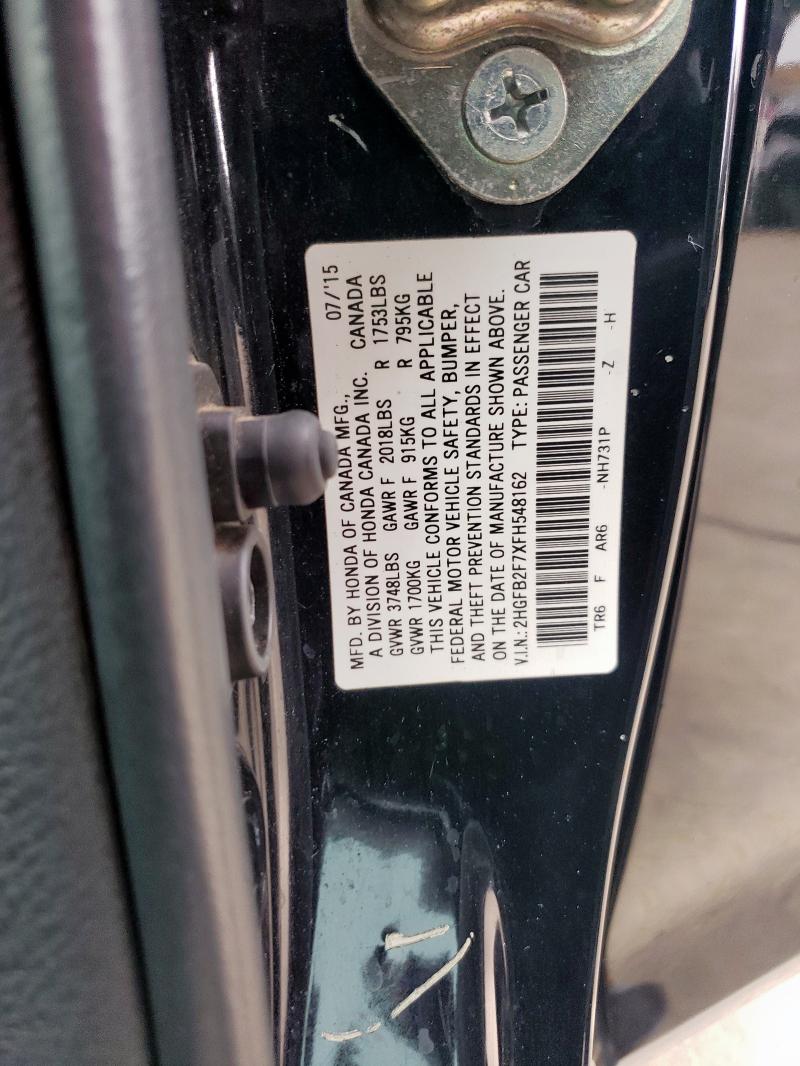 MFD. BY HONDA OF CANADA MFG., 07/'15
A DIVISION OF HONDA CANADA INC. CANADA
GVWR 3748LBS GAWR F 2018LBS R 1753LBS
GVWR 1700KG GAWR F 915KG R 795KG
THIS VEHICLE CONFORMS TO ALL APPLICABLE
FEDERAL MOTOR VEHICLE SAFETY, BUMPER,
AND THEFT PREVENTION STANDARDS IN EFFECT
ON THE DATE OF MANUFACTURE SHOWN ABOVE.
V.I.N.: 2HGFB2F7XFH548162 TYPE: PASSENGER CAR
TR6 F AR6 -NH731P -Z -H